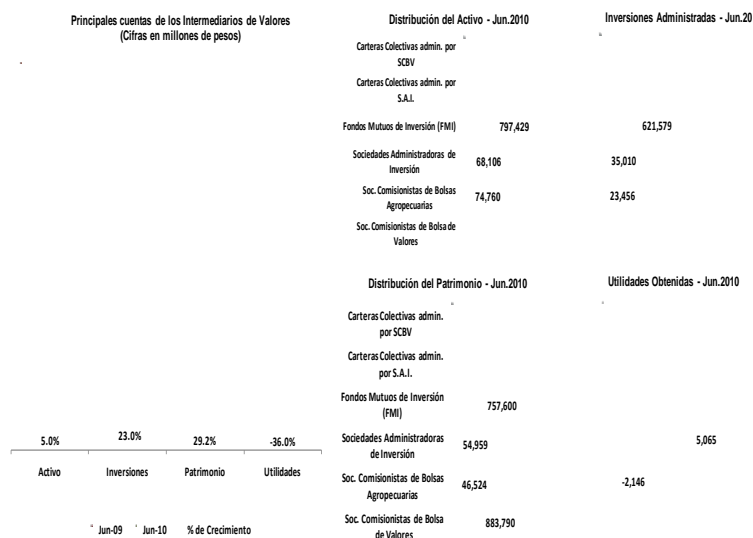 Principales cuentas de los Intermediarios de Valores
(Cifras en millones de pesos)
5.0%
23.0%
29.2%
-36.0%
Activo
Inversiones
Patrimonio
Utilidades
Jun-09
Jun-10
% de Crecimiento
Distribución del Activo - Jun.2010
Carteras Colectivas admin. por
SCBV
Carteras Colectivas admin. por
S.A.I.
Fondos Mutuos de Inversión (FMI)
797,429
Sociedades Administradoras de
Inversión
68,106
Soc. Comisionistas de Bolsas
Agropecuarias
74,760
Soc. Comisionistas de Bolsa de
Valores
Inversiones Administradas - Jun.20
621,579
35,010
23,456
Distribución del Patrimonio - Jun.2010
Carteras Colectivas admin.
por SCBV
Carteras Colectivas admin.
por S.A.I.
Fondos Mutuos de Inversión
(FMI)
757,600
Sociedades Administradoras
de Inversión
54,959
Soc. Comisionistas de Bolsas
Agropecuarias
46,524
Soc. Comisionistas de Bolsa
de Valores
883,790
Utilidades Obtenidas - Jun.2010
5,065
-2,146